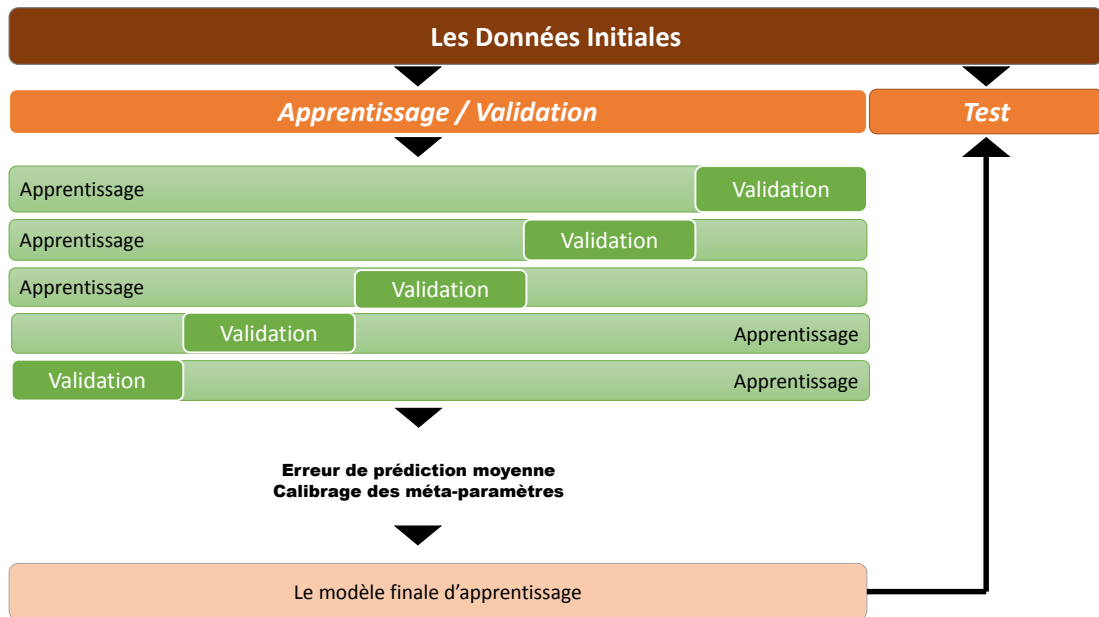 Les Données Initiales
Apprentissage / Validation
Test
Apprentissage
Validation
Apprentissage
Validation
Apprentissage
Validation
Validation
Apprentissage
Validation
Apprentissage
Erreur de prédiction moyenne
Calibrage des méta-paramètres
Le modèle finale d’apprentissage